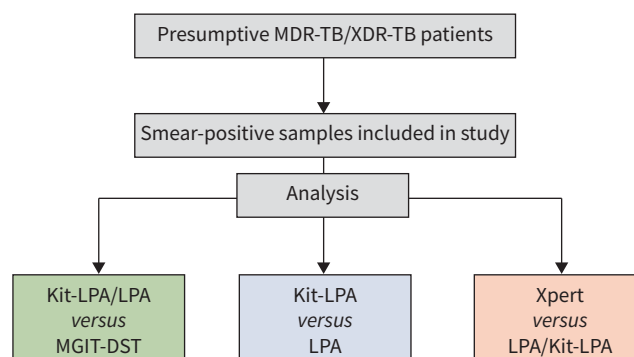 Presumptive MDR-TB/XDR-TB patients
Smear-positive samples included in study
Analysis
Kit-LPA/LPA
versus
MGIT-DST
Kit-LPA
versus
LPA
Xpert
versus
LPA/Kit-LPA